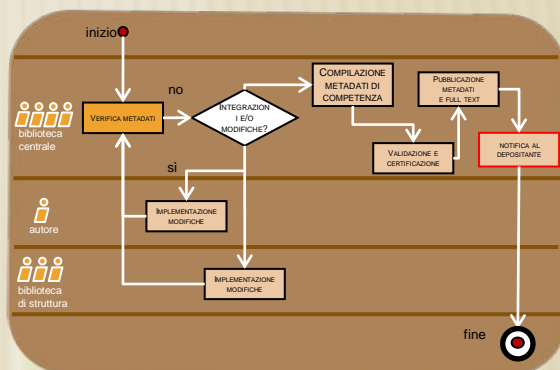 inizio
no
VERIFICA METADATI
INTEGRAZION
I E/O
MODIFICHE?
COMPILAZIONE
METADATI DI
COMPETENZA
PUBBLICAZIONE
METADATI
E FULL TEXT
VALIDAZIONE E
CERTIFICAZIONE
NOTIFICA AL
DEPOSITANTE
biblioteca
centrale
sì
IMPLEMENTAZIONE
MODIFICHE
autore
IMPLEMENTAZIONE
MODIFICHE
biblioteca
di struttura
fine